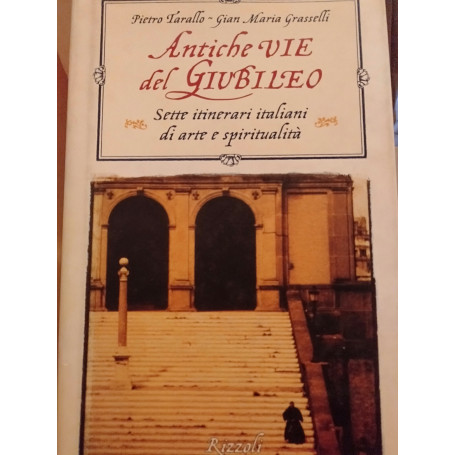 Pietro Tarallo - Gian Maria Grasselli
Antiche VIE
del GIUBILEO
Sette itinerari italiani
di arte e spiritualità
Rizzoli